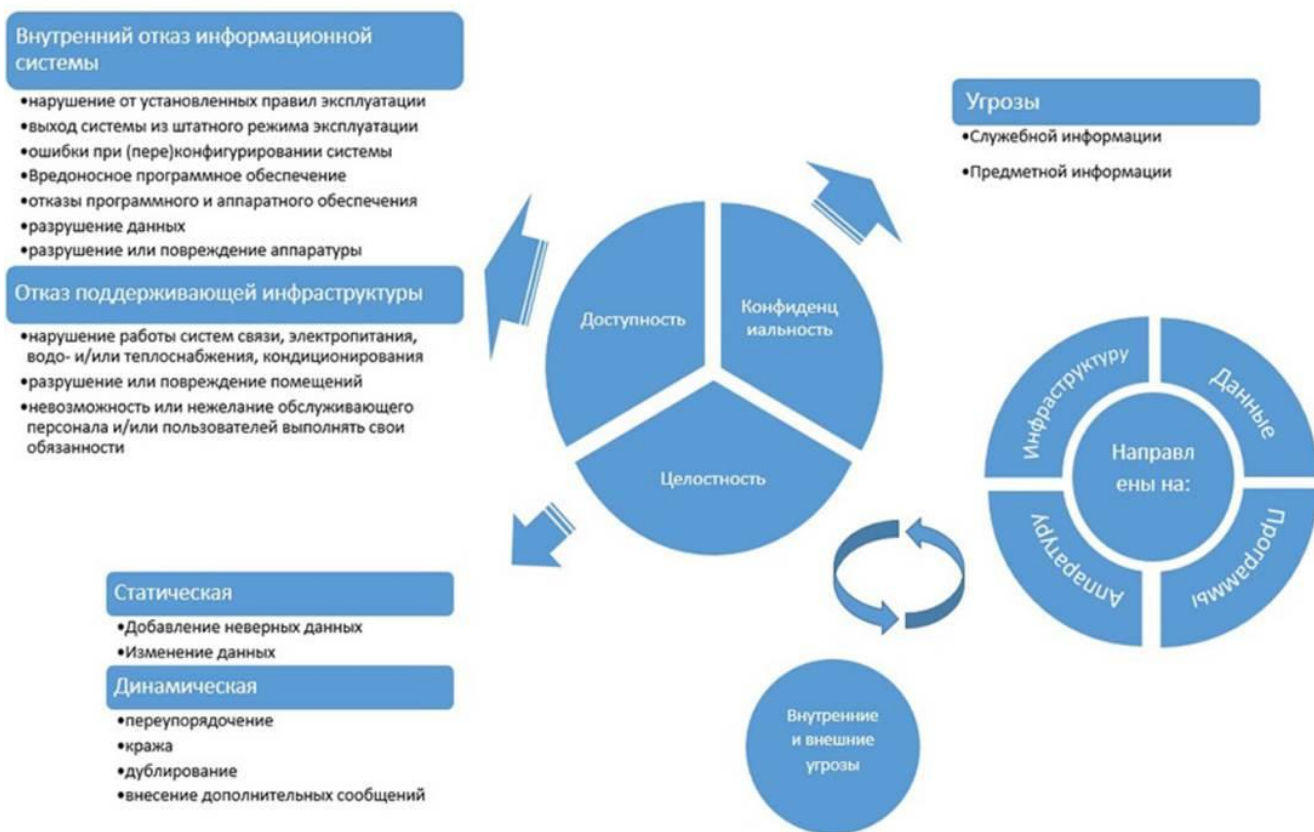 Внутренний отказ информационной
системы
•нарушение от установленных правил эксплуатации
•выход системы из штатного режима эксплуатации
•ошибки при (пере)конфигурировании системы
•Вредоносное программное обеспечение
•отказы программного и аппаратного обеспечения
•разрушение данных
•разрушение или повреждение аппаратуры
Отказ поддерживающей инфраструктуры
•нарушение работы систем связи, электропитания,
водо- и/или теплоснабжения, кондиционирования
•разрушение или повреждение помещений
•невозможность или нежелание обслуживающего
персонала и/или пользователей выполнять свои
обязанности
Угрозы
•Служебной информации
•Предметной информации
Доступность
Конфиденц
иальность
Целостность
Инфраструктуру
Данные
Направл
ены на:
Аппаратуру
Программы
Статическая
•Добавление неверных данных
•Изменение данных
Динамическая
•переупорядочение
•кража
•дублирование
•внесение дополнительных сообщений
Внутренние
и внешние
угрозы